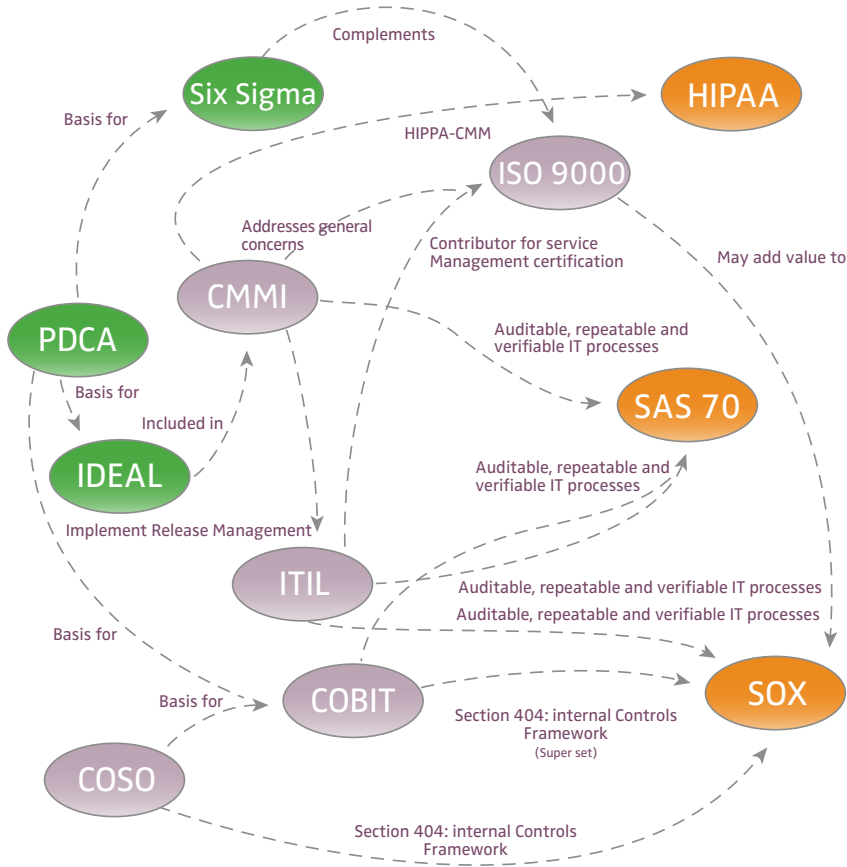 Complements
Six Sigma
HIPAA
Basis for
HIPPA-CMM
ISO 9000
Addresses general
concerns
Contributor for service
Management certification
May add value to
CMMI
PDCA
Auditable, repeatable and
verifiable IT processes
Basis for
SAS 70
Included in
IDEAL
Auditable, repeatable and
verifiable IT processes
Implement Release Management
ITIL
Auditable, repeatable and verifiable IT processes
Auditable, repeatable and verifiable IT processes
Basis for
SOX
COBIT
Basis for
Section 404: internal Controls
Framework
(Super set)
COSO
Section 404: internal Controls
Framework